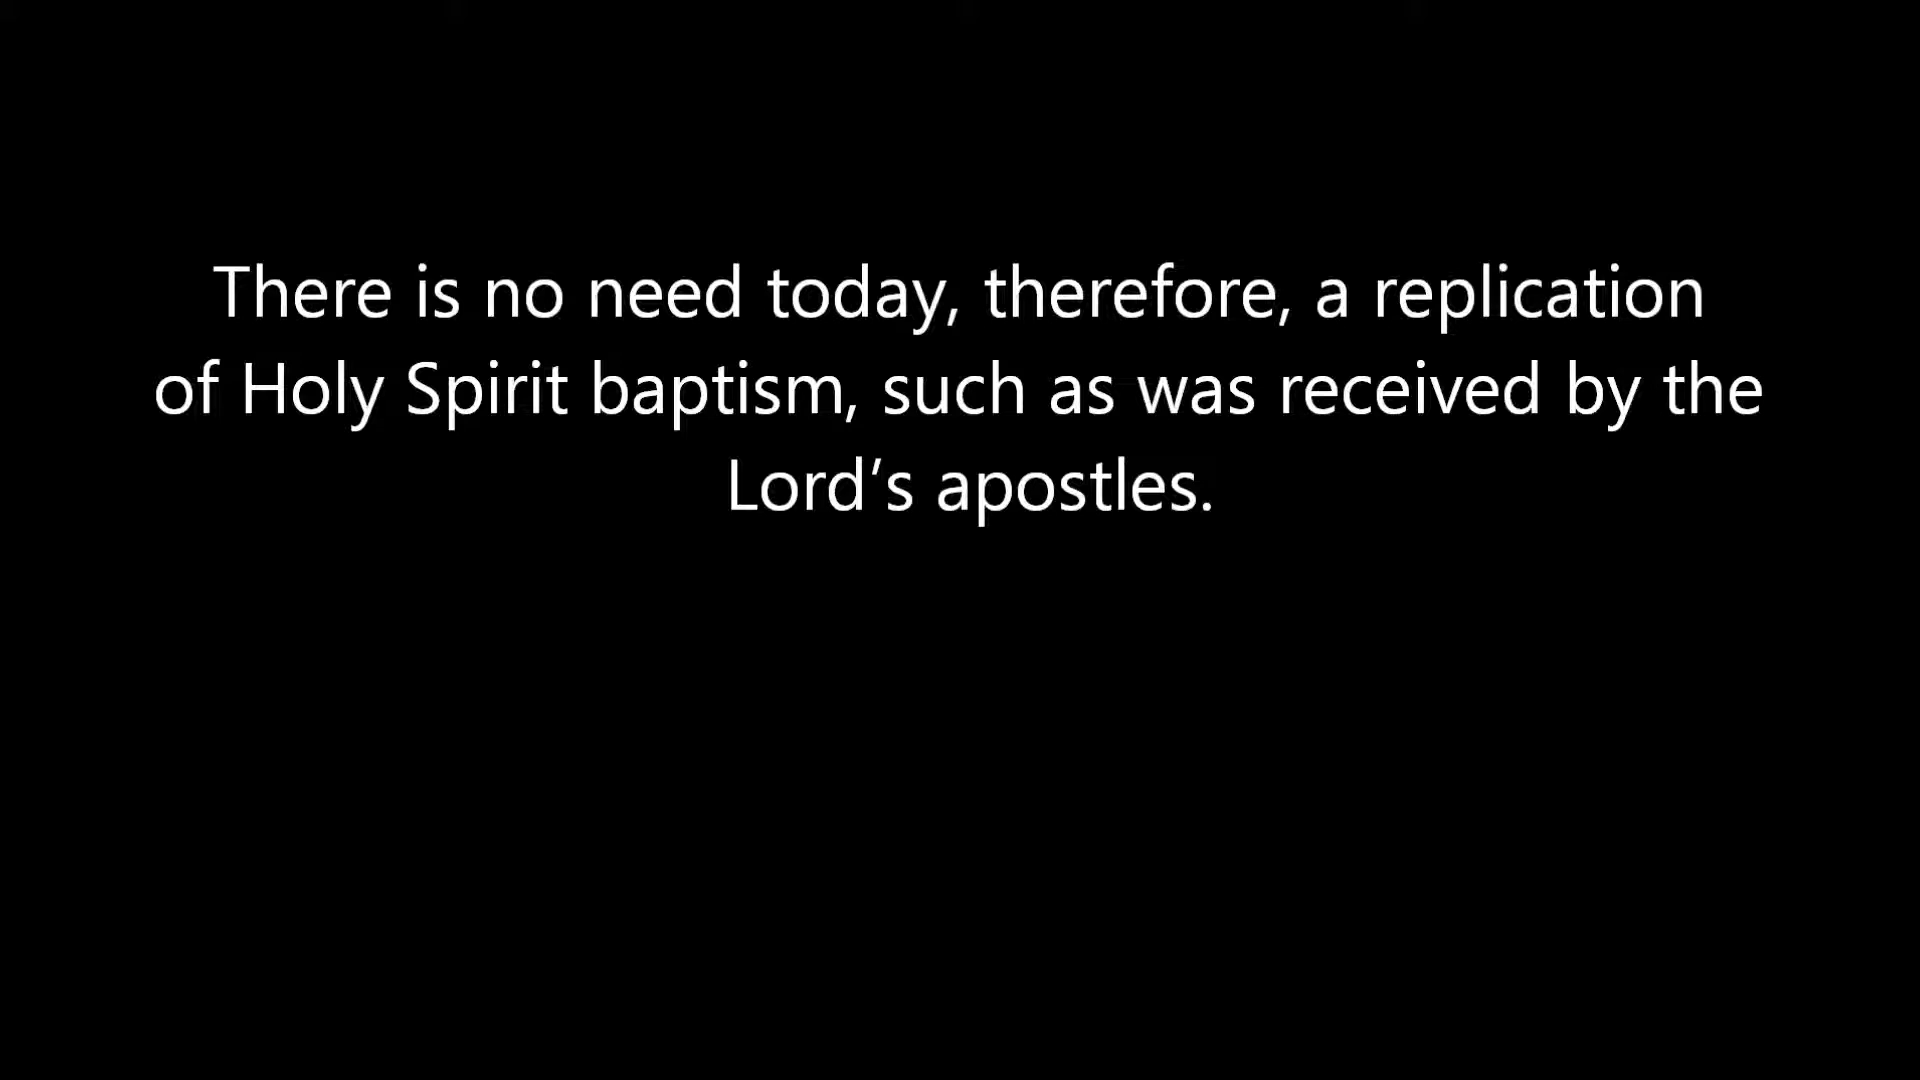 There is no need today, therefore, a replication
of Holy Spirit baptism, such as was received by the
Lord’s apostles.